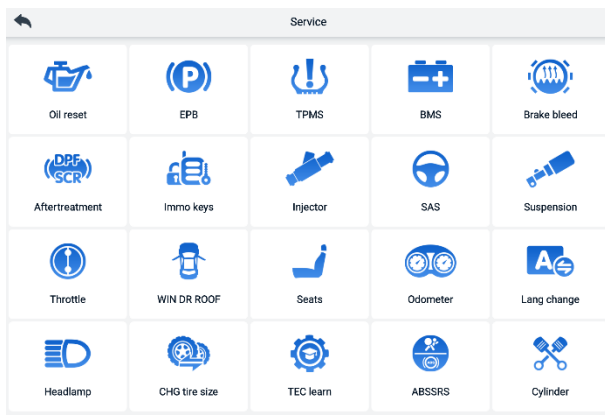 Service
Oil reset
EPB
TPMS
BMS
Brake bleed
Aftertreatment
Immo keys
Injector
SAS
Suspension
Throttle
WIN DR ROOF
Seats
Odometer
Lang change
Headlamp
CHG tire size
TEC learn
ABSSRS
Cylinder
P
DPF
SCR
A